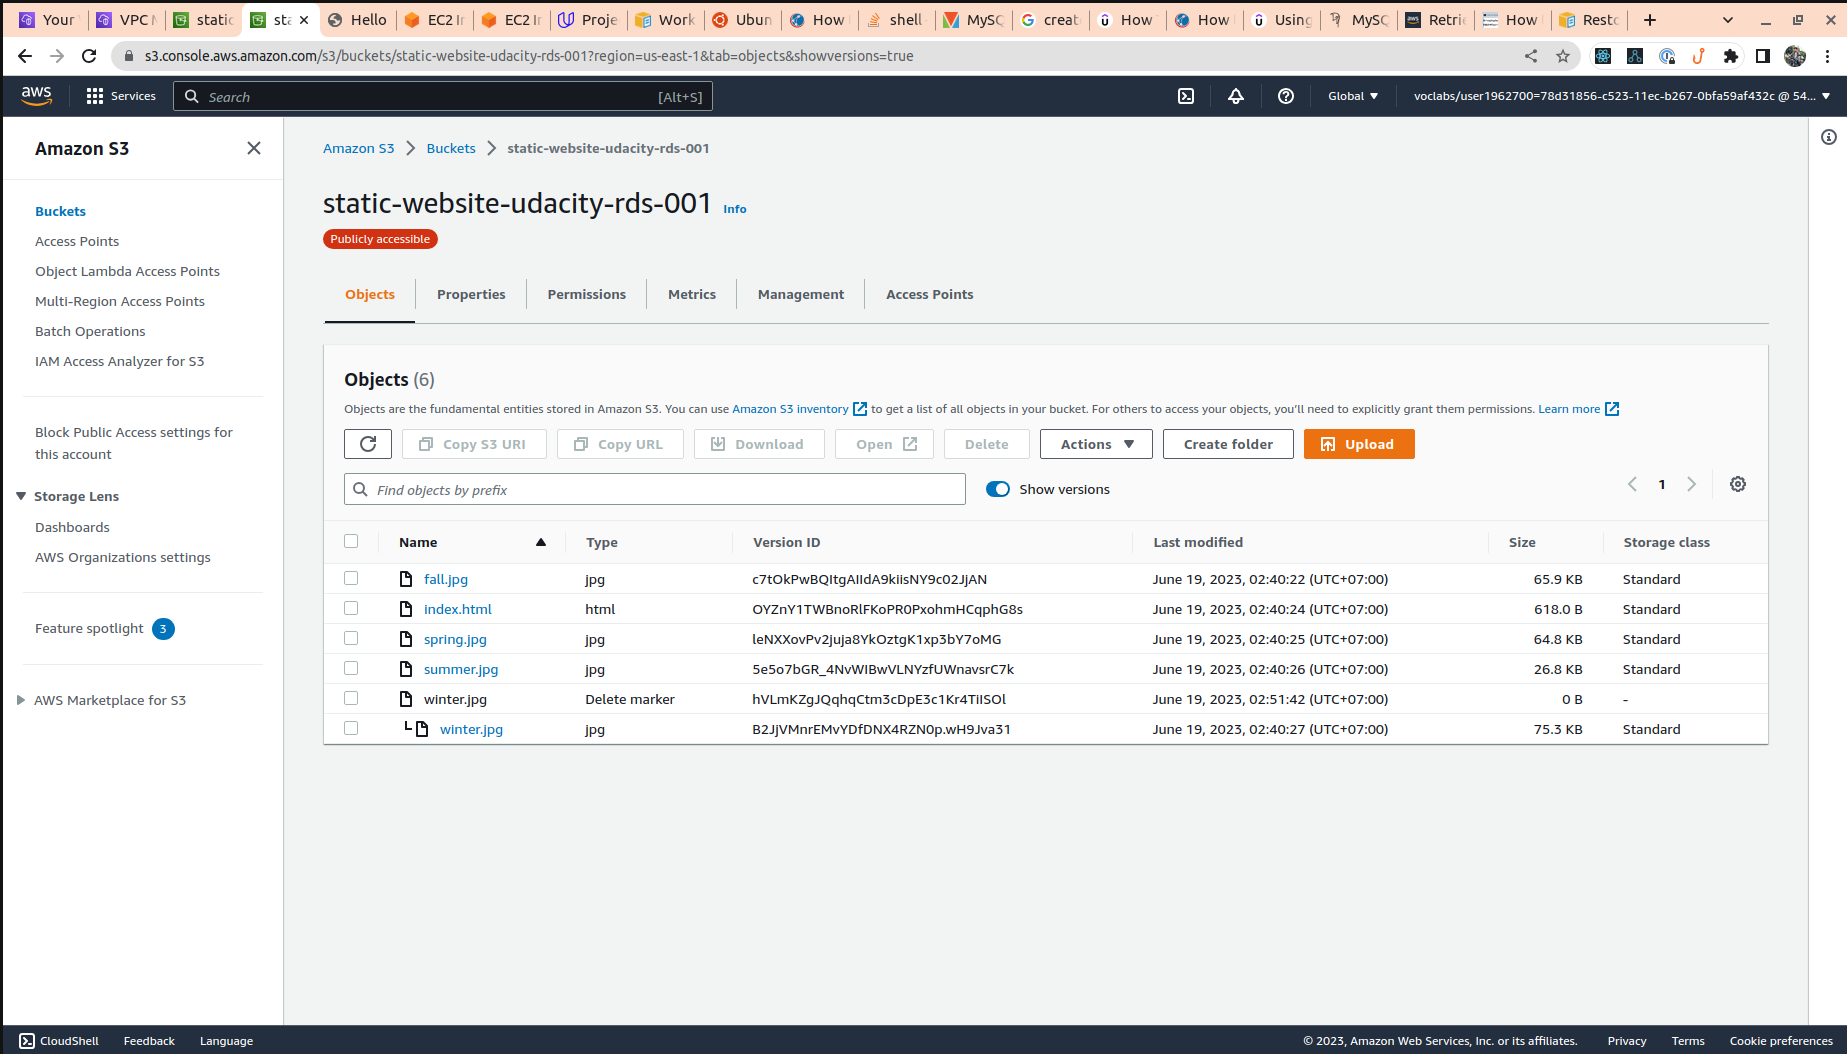 Your VPC M static sta Hello EC2 In EC2 In Proje Work Ubun How shell MySQ creat How How Using MySQ Retrie How Resto
s3.console.aws.amazon.com/s3/buckets/static-website-udacity-rds-001?region=us-east-1&tab=objects&showversions=true
aws Services Search [Alt+S] Global voclabs/user1962700=78d31856-c523-11ec-b267-0bfa59af432c @ 54...
Amazon S3
Buckets
Access Points
Object Lambda Access Points
Multi-Region Access Points
Batch Operations
IAM Access Analyzer for S3
Block Public Access settings for
this account
Storage Lens
Dashboards
AWS Organizations settings
Feature spotlight 3
AWS Marketplace for S3
Amazon S3 Buckets static-website-udacity-rds-001
static-website-udacity-rds-001 Info
Publicly accessible
Objects Properties Permissions Metrics Management Access Points
Objects (6)
Objects are the fundamental entities stored in Amazon S3. You can use Amazon S3 inventory to get a list of all objects in your bucket. For others to access your objects, you'll need to explicitly grant them permissions. Learn more
Copy S3 URI Copy URL Download Open Delete Actions Create folder Upload
Find objects by prefix Show versions 1
Name Type Version ID Last modified Size Storage class
fall.jpg jpg c7tOkPwBQItgAIIdA9kiisNY9c02JjAN June 19, 2023, 02:40:22 (UTC+07:00) 65.9 KB Standard
index.html html OYZnY1TWBnoRlFKoPR0PxohmHCqphG8s June 19, 2023, 02:40:24 (UTC+07:00) 618.0 B Standard
spring.jpg jpg leNXXovPv2juja8YkOztgK1xp3bY7oMG June 19, 2023, 02:40:25 (UTC+07:00) 64.8 KB Standard
summer.jpg jpg 5e5o7bGR_4NvWIBwVLNYzfUWnavsrC7k June 19, 2023, 02:40:26 (UTC+07:00) 26.8 KB Standard
winter.jpg Delete marker hVLmKZgJQqhqCtm3cDpE3c1Kr4TiISOl June 19, 2023, 02:51:42 (UTC+07:00) 0 B -
winter.jpg jpg B2JjVMnrEMvYDfDNX4RZN0p.wH9Jva31 June 19, 2023, 02:40:27 (UTC+07:00) 75.3 KB Standard
CloudShell Feedback Language © 2023, Amazon Web Services, Inc. or its affiliates. Privacy Terms Cookie preferences